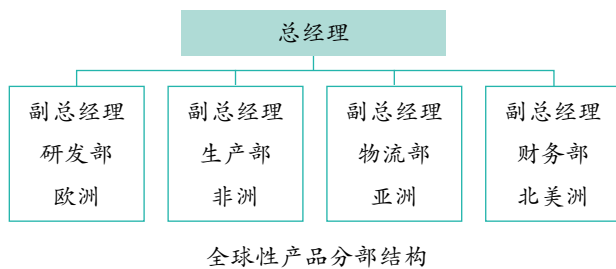 总经理
副总经理
研发部
欧洲
副总经理
生产部
非洲
副总经理
物流部
亚洲
副总经理
财务部
北美洲
全球性产品分部结构